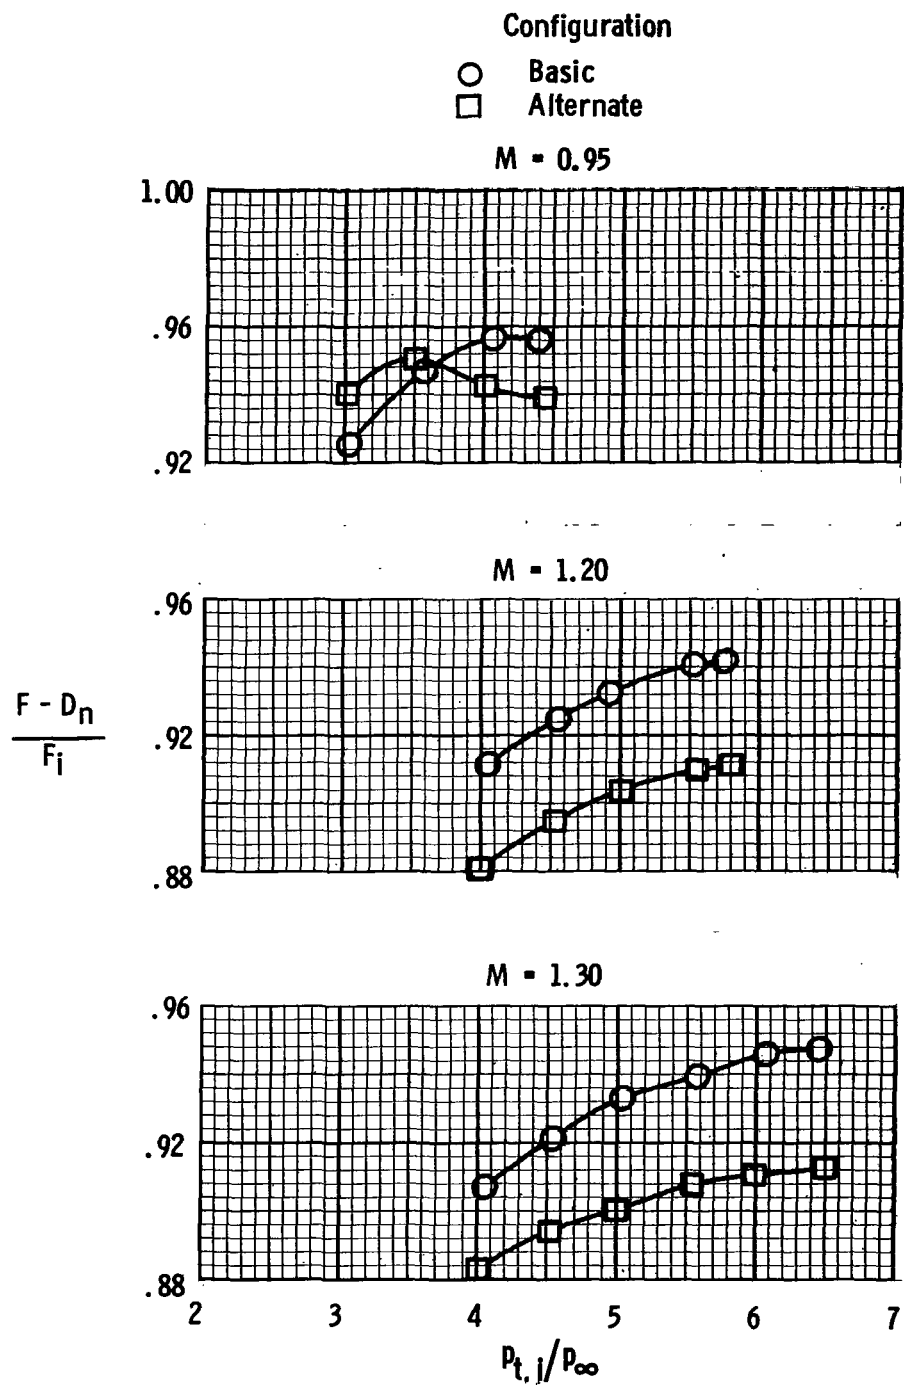 Configuration
Basic
Alternate
M = 0.95
1.00
.96
.92
M = 1.20
.96
.92
.88
F - Dn
Fi
M = 1.30
.96
.92
.88
2 3 4 5 6 7
pt, j/p∞